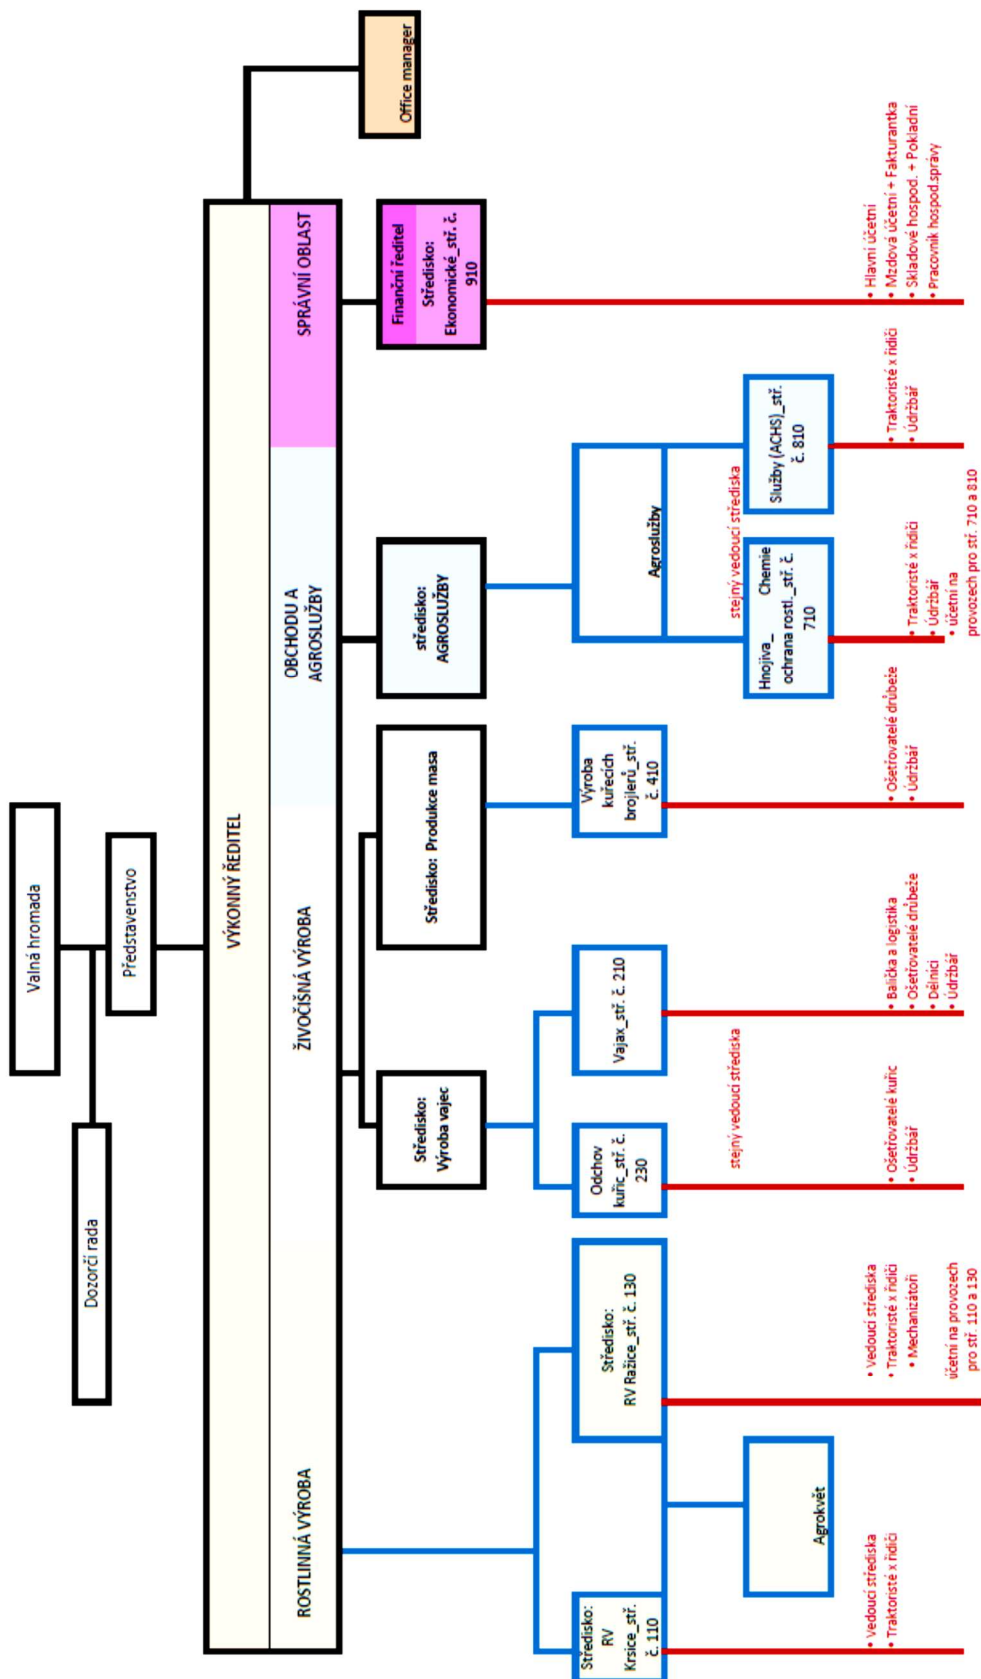 Valná hromada
Dozorčí rada
Představenstvo
VÝKONNÝ ŘEDITEL
ROSTLINNÁ VÝROBA
ŽIVOČIŠNÁ VÝROBA
OBCHODU A
AGROSLUŽBY
SPRÁVNÍ OBLAST
Office manager
Středisko:
Výroba vajec
Středisko: Produkce masa
středisko:
AGROSLUŽBY
Finanční ředitel
Středisko:
Ekonomické_stř. č.
910
Středisko:
RV
Krsice_stř.
č. 110
Středisko:
RV Ražice_stř. č. 130
Odchov
kuřic_stř. č.
230
Vajax_stř. č. 210
Výroba
kuřecích
brojlerů_stř.
č. 410
Agroslužby
stejný vedoucí střediska
stejný vedoucí střediska
Agrokvět
Hnojiva_ Chemie
ochrana rostl._stř. č.
710
Služby (ACHS)_stř.
č. 810
• Vedoucí střediska
• Traktoristé x řidiči
• Vedoucí střediska
• Traktoristé x řidiči
• Mechanizátoři
účetní na provozech
pro stř. 110 a 130
• Ošetřovatelé kuřic
• Údržbář
• Balička a logistika
• Ošetřovatelé drůbeže
• Dělníci
• Údržbář
• Ošetřovatelé drůbeže
• Údržbář
• Traktoristé x řidiči
• Údržbář
• účetní na
provozech pro stř. 710 a 810
• Traktoristé x řidiči
• Údržbář
• Hlavní účetní
• Mzdová účetní + Fakturantka
• Skladové hospod. + Pokladní
• Pracovník hospod.správy